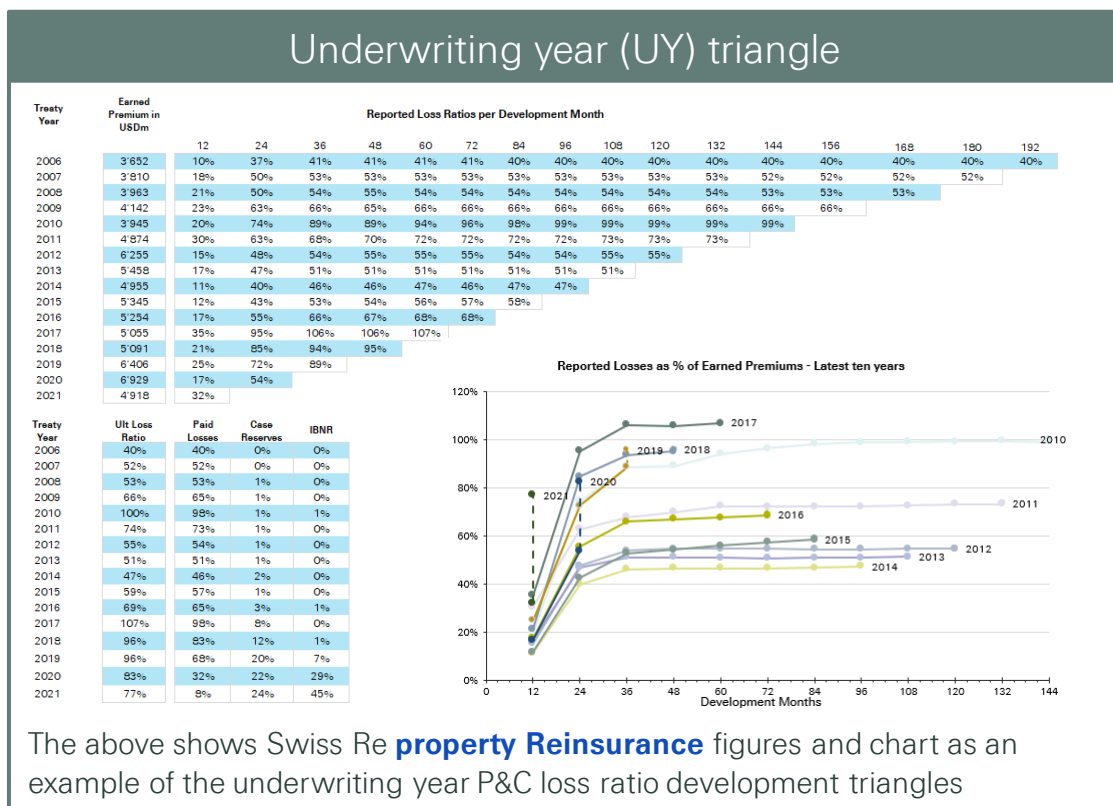 Underwriting year (UY) triangle
Treaty Year Earned Premium in USDm Reported Loss Ratios per Development Month
12 24 36 48 60 72 84 96 108 120 132 144 156 168 180 192
2006 3'652 10% 37% 41% 41% 41% 41% 40% 40% 40% 40% 40% 40% 40% 40% 40% 40%
2007 3'810 18% 50% 53% 53% 53% 53% 53% 53% 53% 53% 53% 52% 52% 52% 52%
2008 3'963 21% 50% 54% 55% 54% 54% 54% 54% 54% 54% 54% 53% 53% 53%
2009 4'142 23% 63% 66% 65% 66% 66% 66% 66% 66% 66% 66% 66% 66%
2010 3'945 20% 74% 89% 89% 94% 96% 98% 99% 99% 99% 99% 99%
2011 4'874 30% 63% 68% 70% 72% 72% 72% 72% 73% 73% 73%
2012 6'255 15% 48% 54% 55% 55% 55% 54% 54% 55% 55%
2013 5'458 17% 47% 51% 51% 51% 51% 51% 51% 51%
2014 4'955 11% 40% 46% 46% 47% 46% 47% 47%
2015 5'345 12% 43% 53% 54% 56% 57% 58%
2016 5'254 17% 55% 66% 67% 68% 68%
2017 5'055 35% 95% 106% 106% 107%
2018 5'091 21% 85% 94% 95%
2019 6'406 25% 72% 89%
2020 6'929 17% 54%
2021 4'918 32%
Treaty Year Ult Loss Ratio Paid Losses Case Reserves IBNR
2006 40% 40% 0% 0%
2007 52% 52% 0% 0%
2008 53% 53% 1% 0%
2009 66% 65% 1% 0%
2010 100% 98% 1% 1%
2011 74% 73% 1% 0%
2012 55% 54% 1% 0%
2013 51% 51% 1% 0%
2014 47% 46% 2% 0%
2015 59% 57% 1% 0%
2016 69% 65% 3% 1%
2017 107% 98% 8% 0%
2018 96% 83% 12% 1%
2019 96% 68% 20% 7%
2020 83% 32% 22% 29%
2021 77% 8% 24% 45%
Reported Losses as % of Earned Premiums - Latest ten years
120%
100%
80%
60%
40%
20%
0%
2017
2010
2019
2018
2020
2021
2011
2016
2015
2012
2013
2014
0 12 24 36 48 60 72 84 96 108 120 132 144
Development Months
The above shows Swiss Re property Reinsurance figures and chart as an
example of the underwriting year P&C loss ratio development triangles